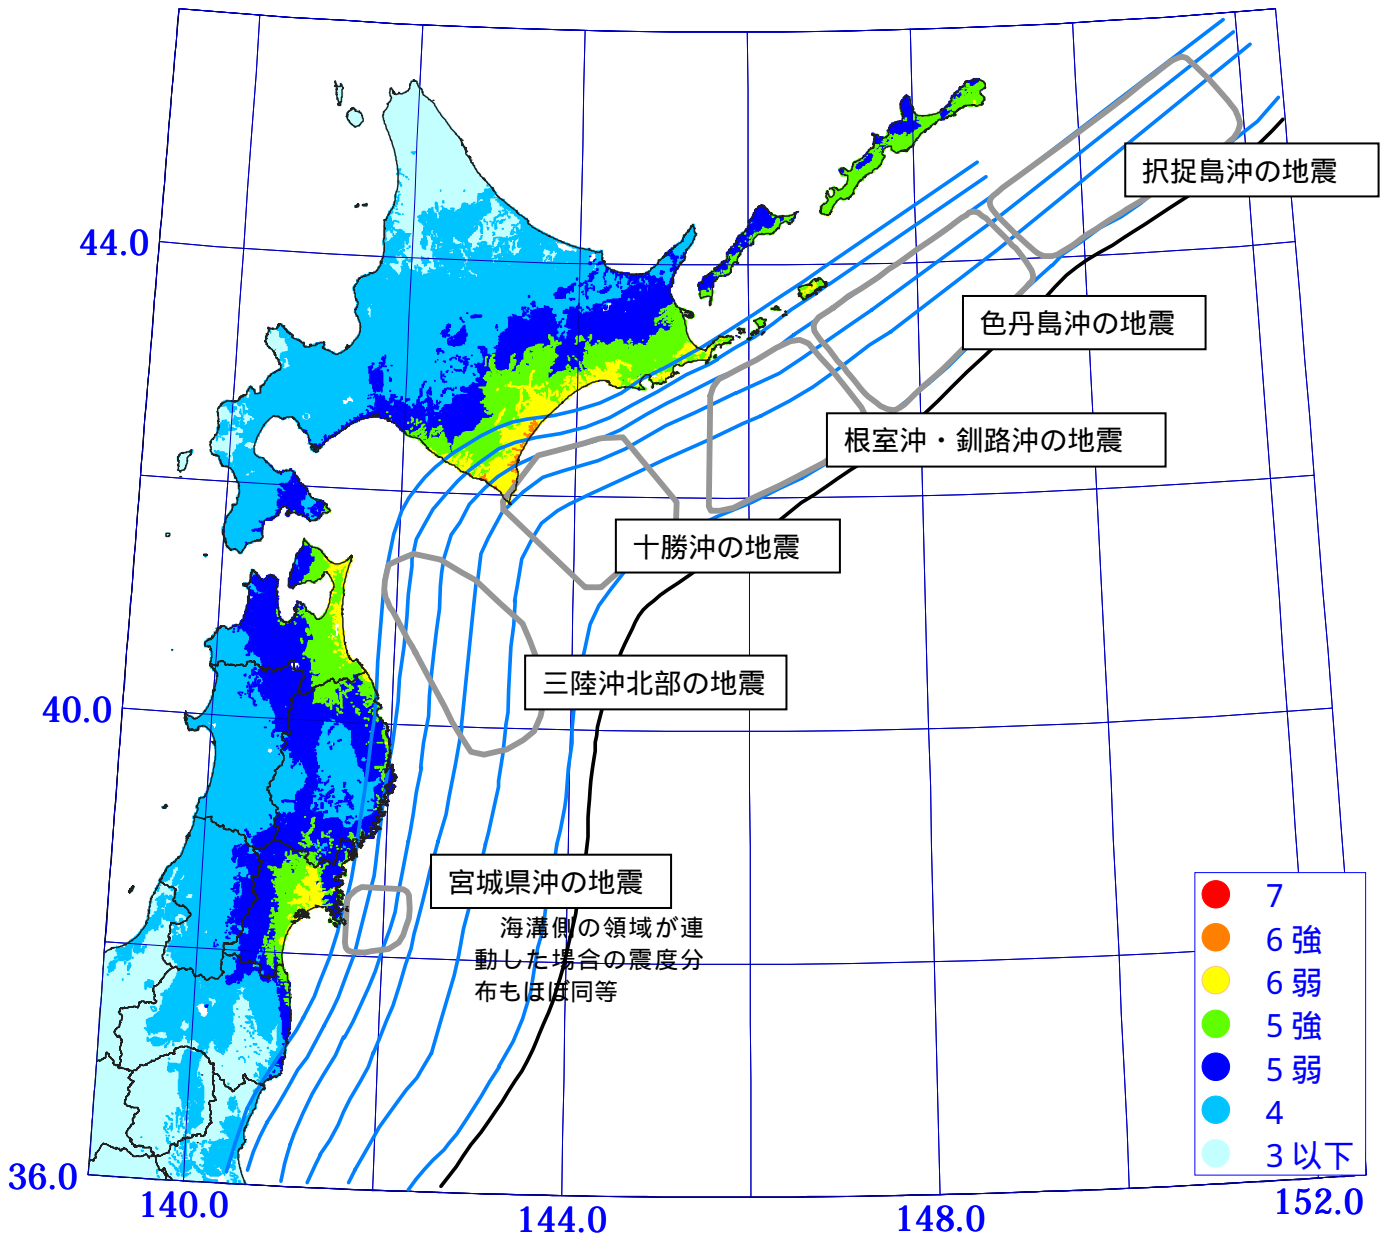 択捉島沖の地震
44.0
色丹島沖の地震
根室沖・釧路沖の地震
十勝沖の地震
三陸沖北部の地震
40.0
宮城県沖の地震
海溝側の領域が連
動した場合の震度分
布もほぼ同等
7
6強
6弱
5強
5弱
4
3以下
36.0
140.0
144.0
148.0
152.0